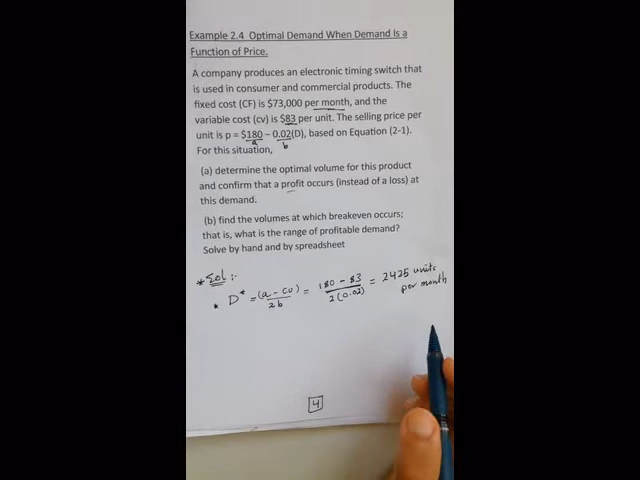 Example 2.4 Optimal Demand When Demand Is a
Function of Price.
A company produces an electronic timing switch that
is used in consumer and commercial products. The
fixed cost (CF) is $73,000 per month, and the
variable cost (cv) is $83 per unit. The selling price per
unit is p = $180 – 0.02(D), based on Equation (2-1).
a b
For this situation,
(a) determine the optimal volume for this product
and confirm that a profit occurs (instead of a loss) at
this demand.
(b) find the volumes at which breakeven occurs;
that is, what is the range of profitable demand?
Solve by hand and by spreadsheet
* Sol :-
* D* = (a - cv) / 2b = 180 - 83 / 2(0.02) = 2425 units
per month
4